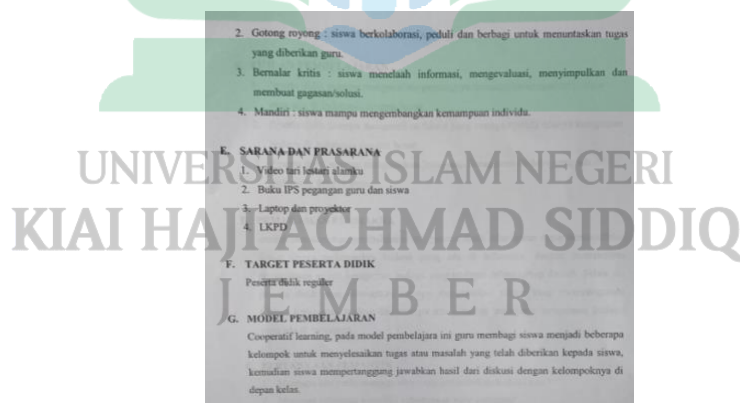 2. Gotong royong : siswa berkolaborasi, peduli dan berbagi untuk menuntaskan tugas
yang diberikan guru.
3. Bernalar kritis : siswa menelaah informasi, mengevaluasi, menyimpulkan dan
membuat gagasan/solusi.
4. Mandiri : siswa mampu mengembangkan kemampuan individu.
E. SARANA DAN PRASARANA
1. Video tari lestari alamku
2. Buku IPS pegangan guru dan siswa
3. Laptop dan proyektor
4. LKPD
F. TARGET PESERTA DIDIK
Peserta didik reguler
G. MODEL PEMBELAJARAN
Cooperatif learning, pada model pembelajara ini guru membagi siswa menjadi beberapa
kelompok untuk menyelesaikan tugas atau masalah yang telah diberikan kepada siswa,
kemudian siswa mempertanggung jawabkan hasil dari diskusi dengan kelompoknya di
depan kelas.
UNIVERSITAS ISLAM NEGERI
KIAI HAJI ACHMAD SIDDIQ
JEMBER